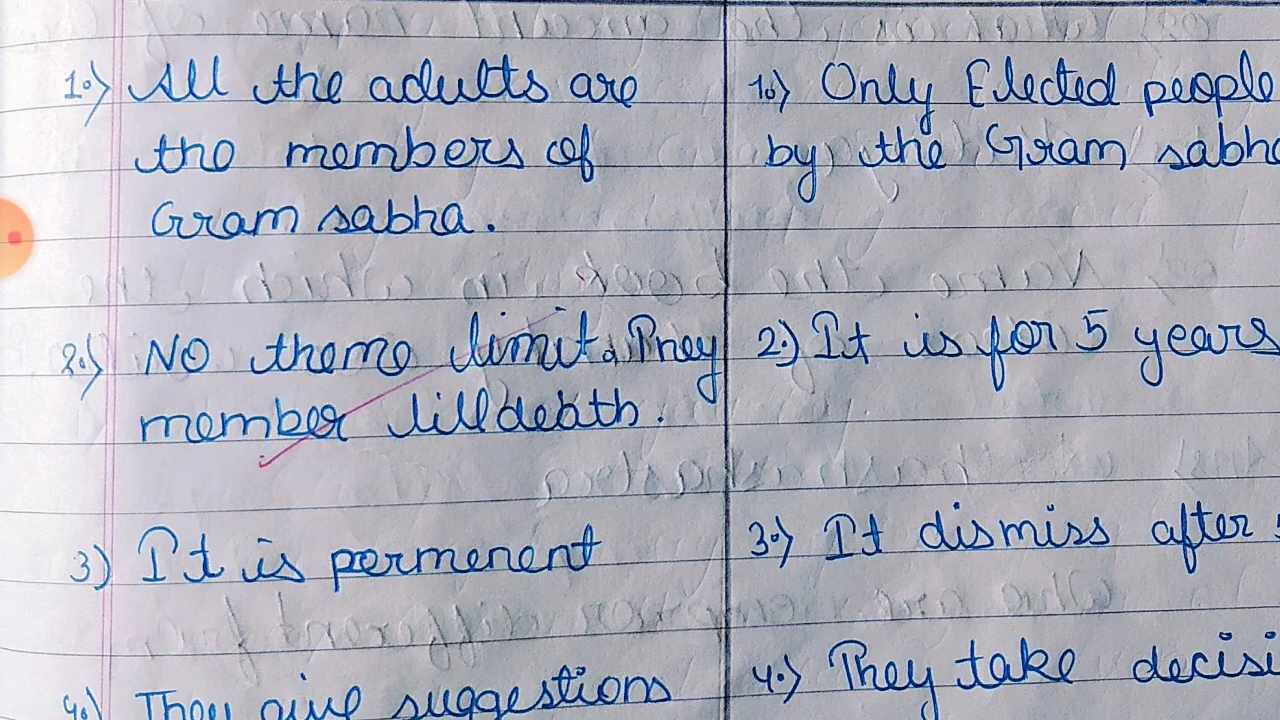 1.) All the adults are
the members of
Gram sabha.
2.) NO theme limit. They
member till death.
3) It is permenent
4.) They give suggestions
1.) Only Elected people
by the Gram sabha
2.) It is for 5 years
3.) It dismiss after
4.) They take decisi